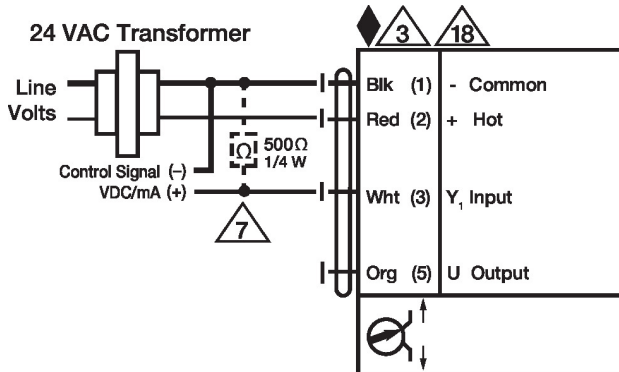 24 VAC Transformer
3
18
Line
Volts
Blk (1) - Common
Red (2) + Hot
Ω
500Ω
1/4 W
Control Signal (–)
VDC/mA (+)
Wht (3) Y₁ Input
7
Org (5) U Output